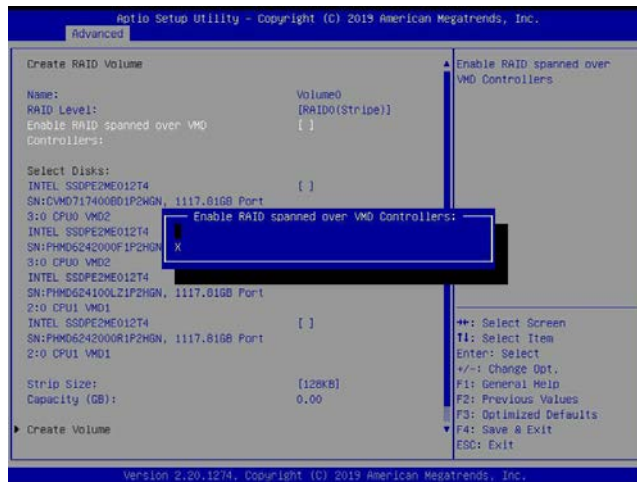 Aptio Setup Utility - Copyright (C) 2019 American Megatrends, Inc.
Advanced
Create RAID Volume
Name: Volume0
RAID Level: [RAID0(Stripe)]
Enable RAID spanned over VMD [ ]
Controllers:
Select Disks:
INTEL SSDPE2ME012T4 [ ]
SN:CVMD717400BD1P2WGN, 1117.81GB Port
3:0 CPU0 VMD2
INTEL SSDPE2ME012T4
SN:PHMD6242000F1P2HGN
3:0 CPU0 VMD2
INTEL SSDPE2ME012T4
SN:PHMD624100LZ1P2HGN, 1117.81GB Port
2:0 CPU1 VMD1
INTEL SSDPE2ME012T4 [ ]
SN:PHMD6242000R1P2HGN, 1117.81GB Port
2:0 CPU1 VMD1
Strip Size: [128KB]
Capacity (GB): 0.00
Create Volume
Enable RAID spanned over VMD Controllers:
X
Enable RAID spanned over
VMD Controllers
→←: Select Screen
↑↓: Select Item
Enter: Select
+/-: Change Opt.
F1: General Help
F2: Previous Values
F3: Optimized Defaults
F4: Save & Exit
ESC: Exit
Version 2.20.1274. Copyright (C) 2019 American Megatrends, Inc.